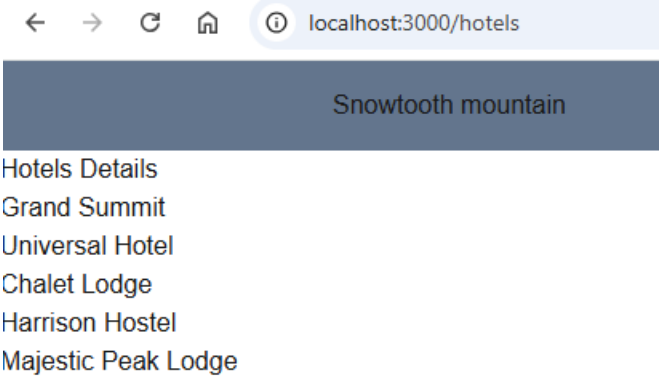 localhost:3000/hotels
Snowtooth mountain
Hotels Details
Grand Summit
Universal Hotel
Chalet Lodge
Harrison Hostel
Majestic Peak Lodge